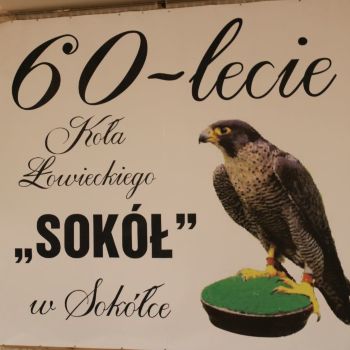 60-lecie
Koła
Łowieckiego
„SOKÓŁ”
w Sokółce